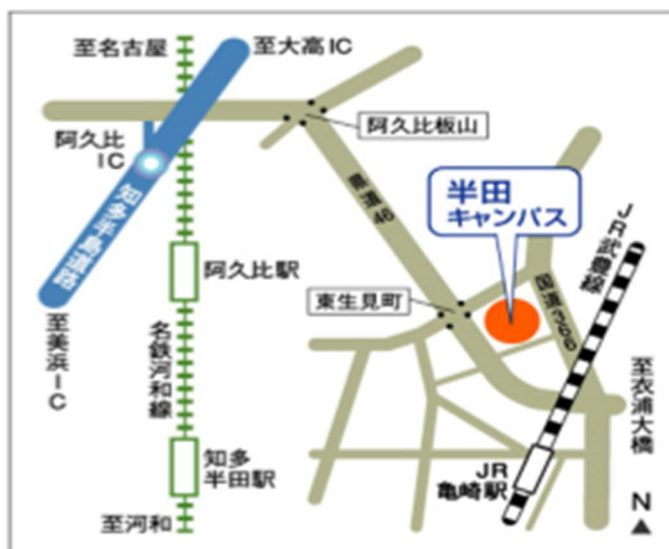 至名古屋
至大高IC
阿久比
IC
阿久比板山
知多半島道路
県道46
半田
キャンパス
JR武豊線
阿久比駅
東生見町
国道366
至美浜IC
名鉄河和線
至衣浦大橋
知多
半田駅
JR
亀崎駅
至河和
N